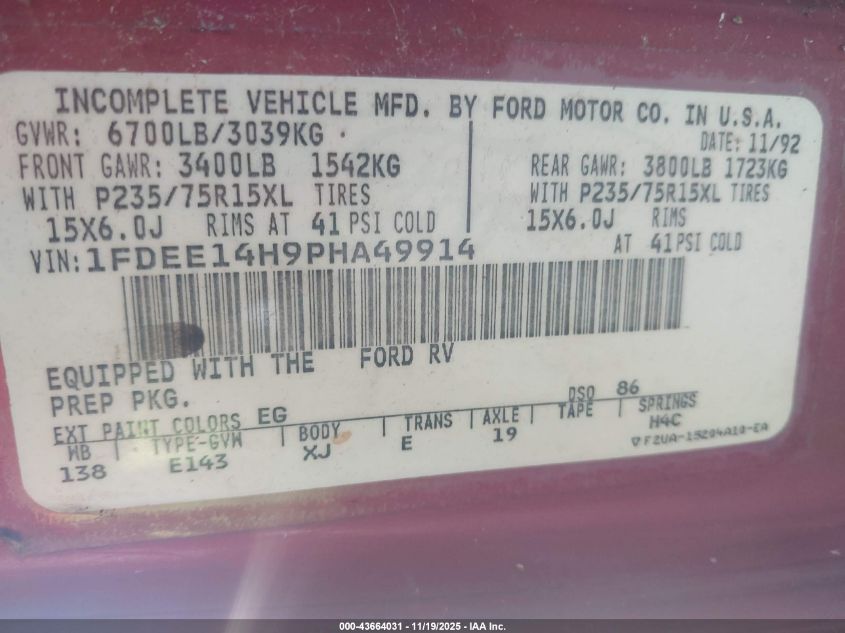 INCOMPLETE VEHICLE MFD. BY FORD MOTOR CO. IN U.S.A.
GVWR: 6700LB/3039KG
DATE: 11/92
FRONT GAWR: 3400LB 1542KG
WITH P235/75R15XL TIRES
15X6.0J RIMS AT 41 PSI COLD
REAR GAWR: 3800LB 1723KG
WITH P235/75R15XL TIRES
15X6.0J RIMS
AT 41 PSI COLD
VIN: 1FDEE14H9PHA49914
EQUIPPED WITH THE FORD RV
PREP PKG.
DSO 86
EXT PAINT COLORS EG
WB TYPE-GVW BODY TRANS AXLE TAPE SPRINGS
138 E143 XJ E 19 H4C
F2UA-15204A10-EA
000-43664031 - 11/19/2025 - IAA Inc.